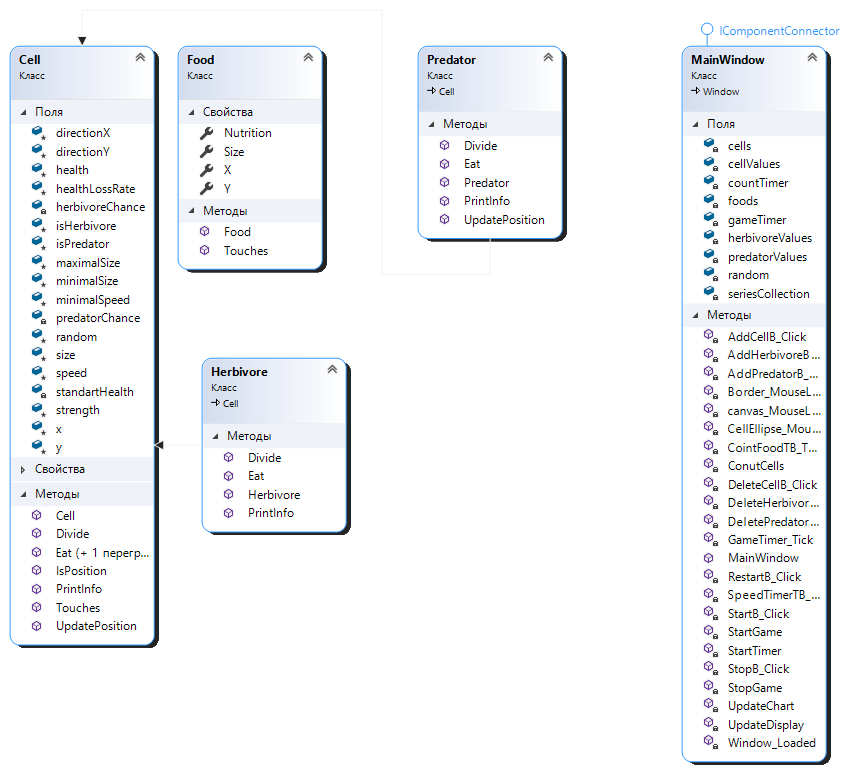 IComponentConnector
Cell
Класс
Поля
directionX
directionY
health
healthLossRate
herbivoreChance
isHerbivore
isPredator
maximalSize
minimalSize
minimalSpeed
predatorChance
random
size
speed
standartHealth
strength
x
y
Свойства
Методы
Cell
Divide
Eat (+ 1 перегр...
IsPosition
PrintInfo
Touches
UpdatePosition
Food
Класс
Свойства
Nutrition
Size
X
Y
Методы
Food
Touches
Herbivore
Класс
Cell
Методы
Divide
Eat
Herbivore
PrintInfo
Predator
Класс
Cell
Методы
Divide
Eat
Predator
PrintInfo
UpdatePosition
MainWindow
Класс
Window
Поля
cells
cellValues
countTimer
foods
gameTimer
herbivoreValues
predatorValues
random
seriesCollection
Методы
AddCellB_Click
AddHerbivoreB...
AddPredatorB_...
Border_MouseL...
canvas_MouseL...
CellEllipse_Mou...
CointFoodTB_T...
ConutCells
DeleteCellB_Click
DeleteHerbivor...
DeletePredator...
GameTimer_Tick
MainWindow
RestartB_Click
SpeedTimerTB_...
StartB_Click
StartGame
StartTimer
StopB_Click
StopGame
UpdateChart
UpdateDisplay
Window_Loaded